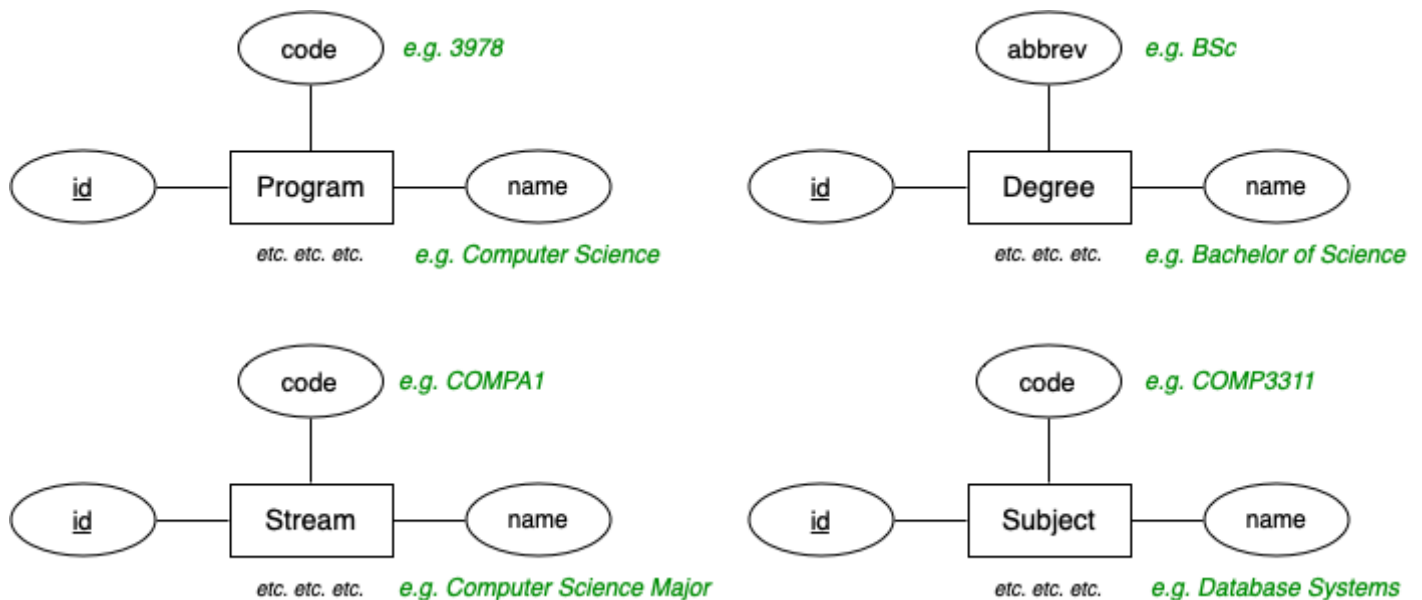 code e.g. 3978
id Program name
etc. etc. etc. e.g. Computer Science
abbrev e.g. BSc
id Degree name
etc. etc. etc. e.g. Bachelor of Science
code e.g. COMPA1
id Stream name
etc. etc. etc. e.g. Computer Science Major
code e.g. COMP3311
id Subject name
etc. etc. etc. e.g. Database Systems